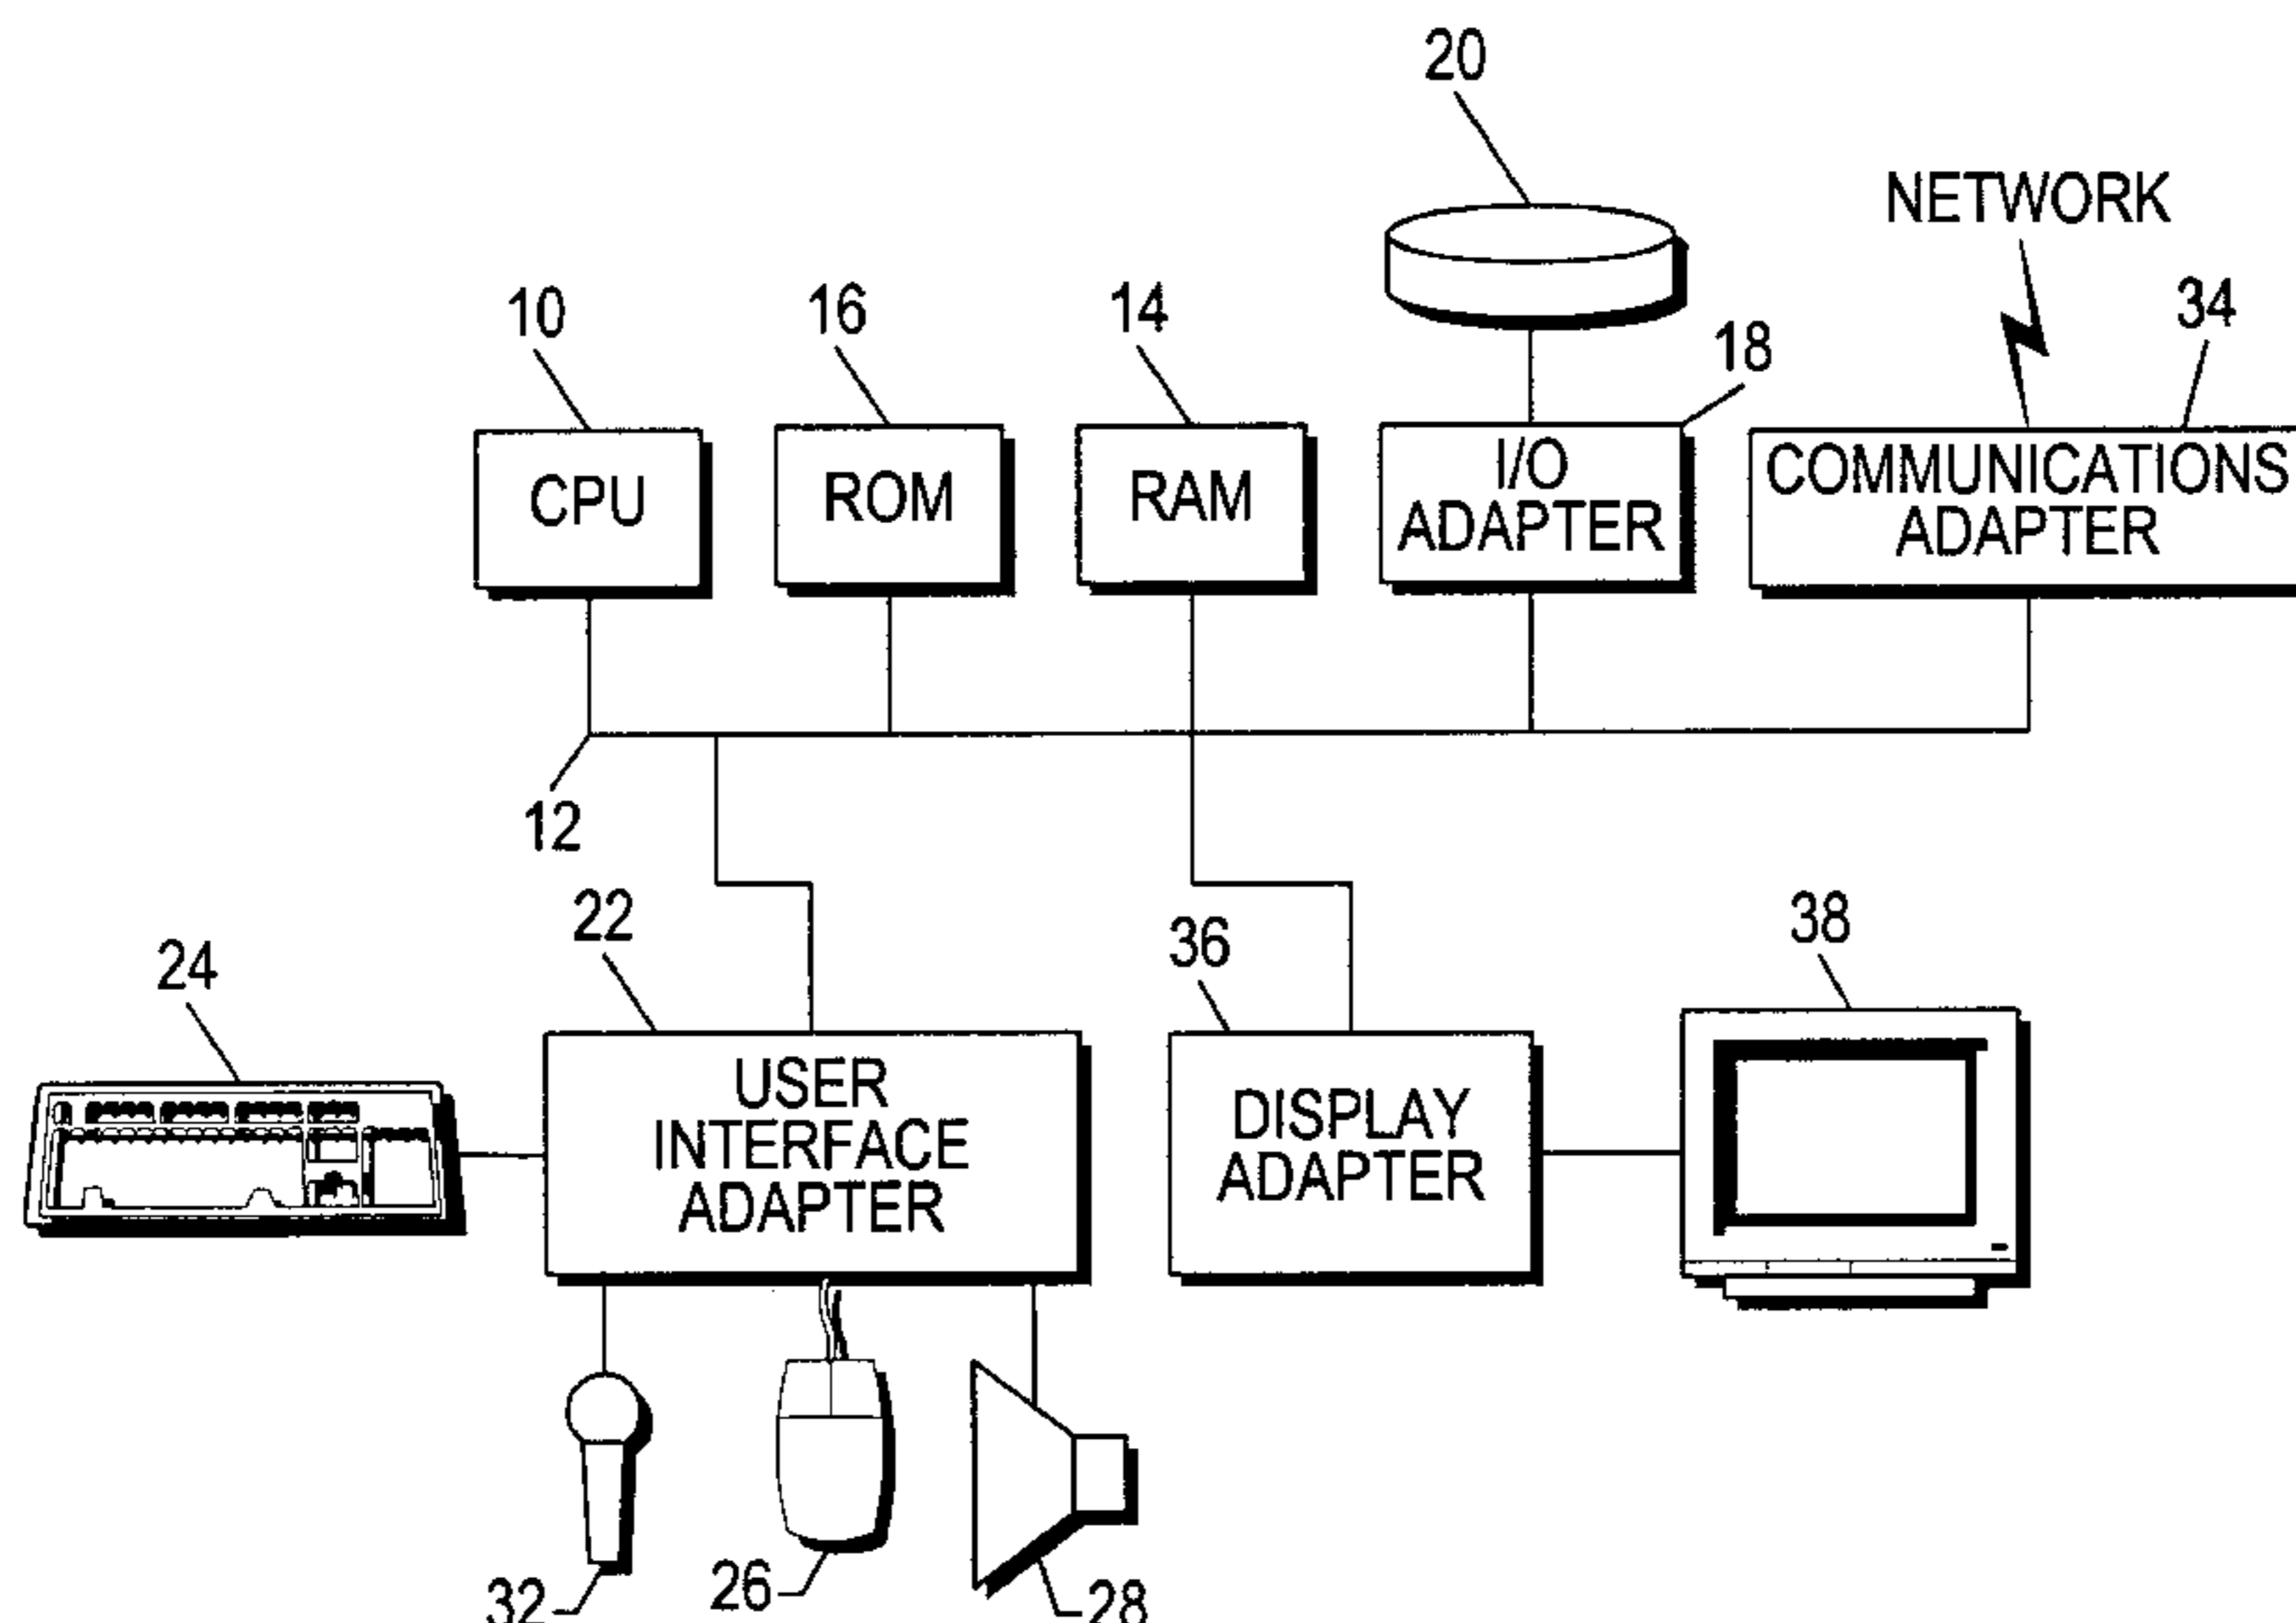 20
NETWORK
10
16
14
18
34
CPU
ROM
RAM
I/O
ADAPTER
COMMUNICATIONS
ADAPTER
12
22
24
36
38
USER
INTERFACE
ADAPTER
DISPLAY
ADAPTER
32
26
28